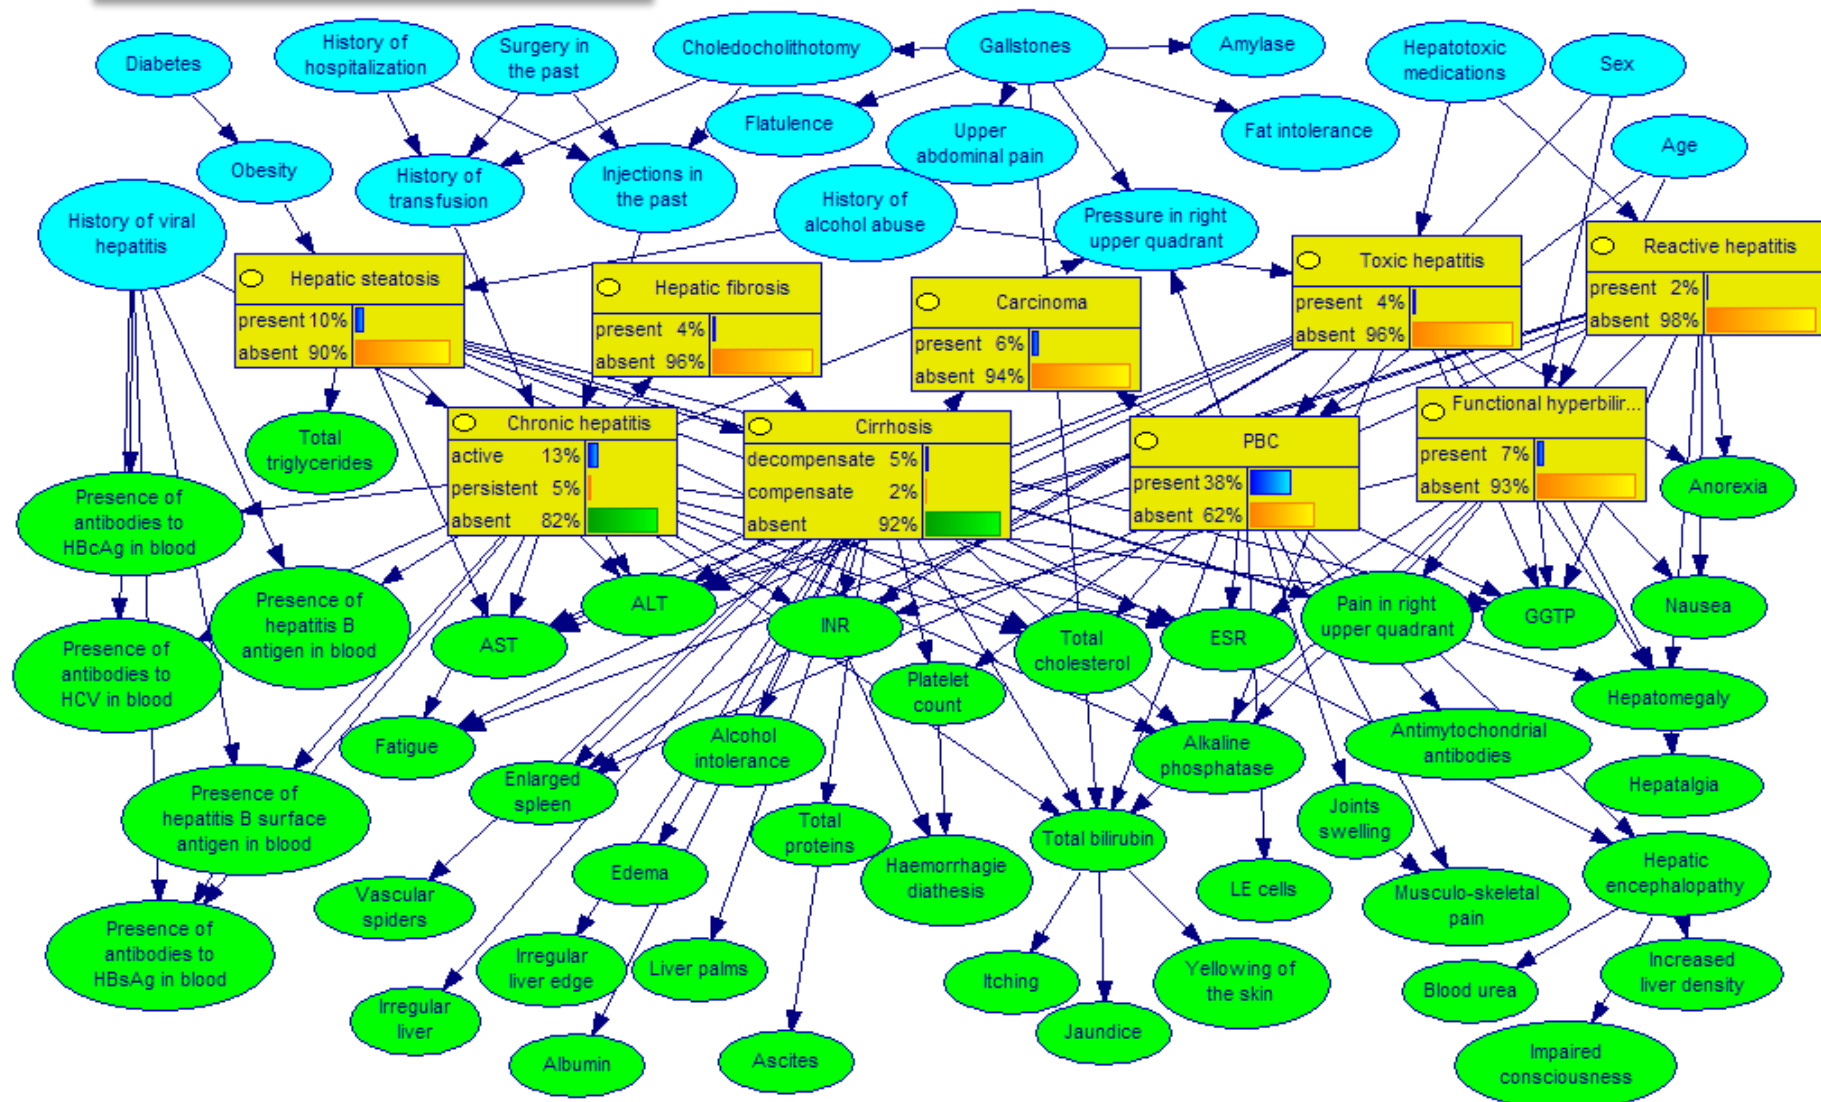 Diabetes
History of
hospitalization
Surgery in
the past
Choledocholithotomy
Gallstones
Amylase
Hepatotoxic
medications
Sex
Flatulence
Upper
abdominal pain
Fat intolerance
Age
Obesity
History of
transfusion
Injections in
the past
History of
alcohol abuse
Pressure in right
upper quadrant
History of viral
hepatitis
Hepatic steatosis
present 10%
absent 90%
Hepatic fibrosis
present 4%
absent 96%
Carcinoma
present 6%
absent 94%
Toxic hepatitis
present 4%
absent 96%
Reactive hepatitis
present 2%
absent 98%
Total
triglycerides
Chronic hepatitis
active 13%
persistent 5%
absent 82%
Cirrhosis
decompensate 5%
compensate 2%
absent 92%
PBC
present 38%
absent 62%
Functional hyperbilir...
present 7%
absent 93%
Anorexia
Presence of
antibodies to
HBcAg in blood
Presence of
hepatitis B
antigen in blood
ALT
AST
INR
Total
cholesterol
ESR
Pain in right
upper quadrant
GGTP
Nausea
Presence of
antibodies to
HCV in blood
Platelet
count
Hepatomegaly
Fatigue
Enlarged
spleen
Alcohol
intolerance
Alkaline
phosphatase
Antimytochondrial
antibodies
Hepatalgia
Presence of
hepatitis B surface
antigen in blood
Total
proteins
Total bilirubin
Joints
swelling
Edema
Haemorrhagie
diathesis
LE cells
Hepatic
encephalopathy
Vascular
spiders
Musculo-skeletal
pain
Presence of
antibodies to
HBsAg in blood
Irregular
liver edge
Liver palms
Itching
Yellowing of
the skin
Blood urea
Increased
liver density
Irregular
liver
Jaundice
Albumin
Ascites
Impaired
consciousness